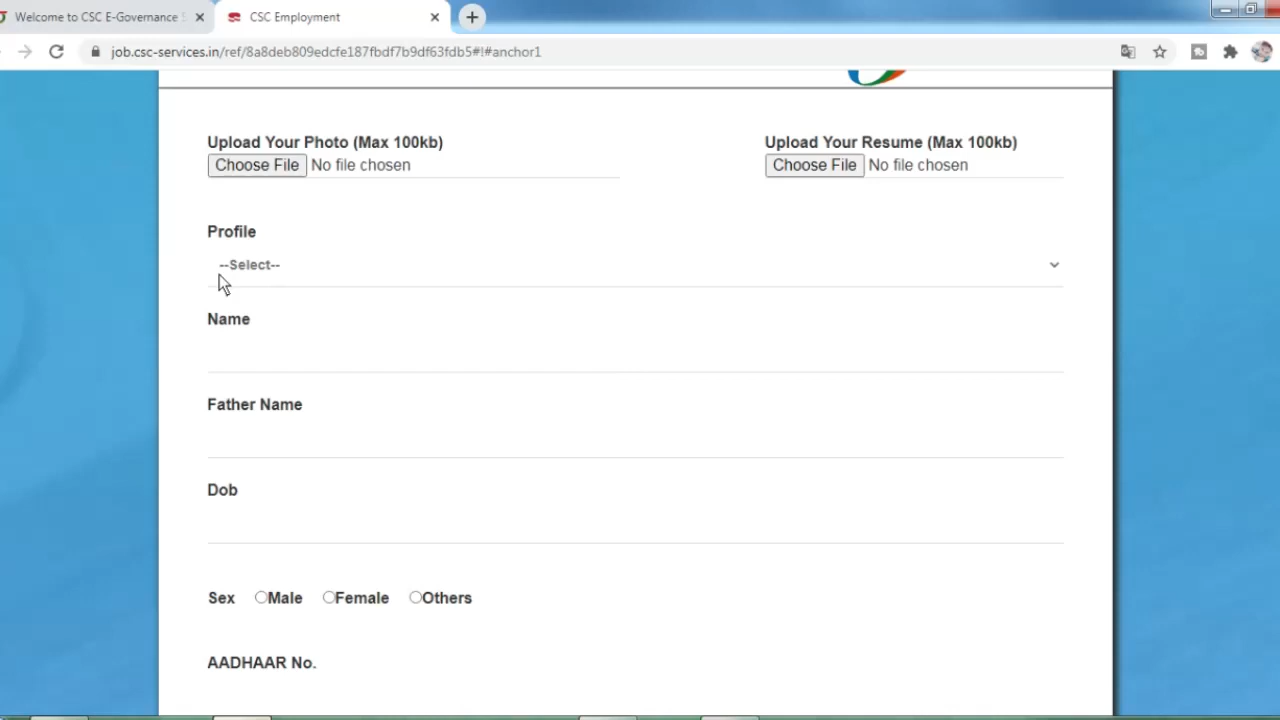 Welcome to CSC E-Governance S
CSC Employment
job.csc-services.in/ref/8a8deb809edcfe187fbdf7b9df63fdb5#!#anchor1
Upload Your Photo (Max 100kb) Upload Your Resume (Max 100kb)
Choose File No file chosen Choose File No file chosen
Profile
--Select--
Name
Father Name
Dob
Sex Male Female Others
AADHAAR No.